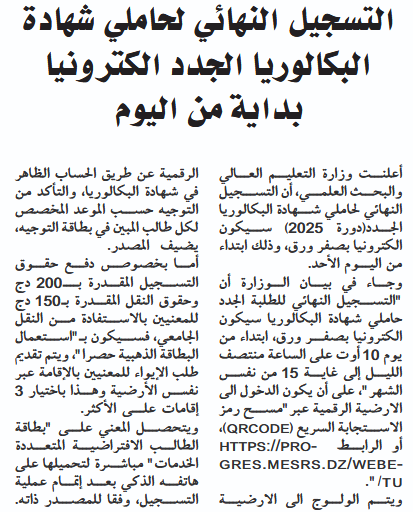 التسجيل النهائي لحاملي شهادة
البكالوريا الجدد الكترونيا
بداية من اليوم
أعلنت وزارة التعليم العالي
والبحث العلمي، أن التسجيل
النهائي لحاملي شهادة البكالوريا
الجدد(دورة 2025) سيكون
الكترونيا بصفر ورق، وذلك ابتداء
من اليوم الأحد.
وجاء في بيان الوزارة أن
"التسجيل النهائي للطلبة الجدد
حاملي شهادة البكالوريا سيكون
الكترونيا بصفر ورق، ابتداء من
يوم 10 أوت على الساعة منتصف
الليل إلى غاية 15 من نفس
الشهر"، على أن يكون الدخول الى
الارضية الرقمية عبر "مسح رمز
الاستجابة السريع (QRCODE)،
أو الرابط HTTPS://PRO-
GRES.MESRS.DZ/WEBE-
TU/ ".
ويتم الولوج الى الارضية
الرقمية عن طريق الحساب الظاهر
في شهادة البكالوريا، والتأكد من
التوجيه حسب الموعد المخصص
لكل طالب المبين في بطاقة التوجيه،
يضيف المصدر.
أما بخصوص دفع حقوق
التسجيل المقدرة بـ200 دج
وحقوق النقل المقدرة بـ150 دج
للمعنيين بالاستفادة من النقل
الجامعي، فسيكون بـ"استعمال
البطاقة الذهبية حصرا"، ويتم تقديم
طلب الإيواء للمعنيين بالإقامة عبر
نفس الأرضية وهذا باختيار 3
إقامات على الأكثر.
ويتحصل المعني على "بطاقة
الطالب الافتراضية المتعددة
الخدمات" مباشرة لتحميلها على
هاتفه الذكي بعد إتمام عملية
التسجيل، وفقا للمصدر ذاته.